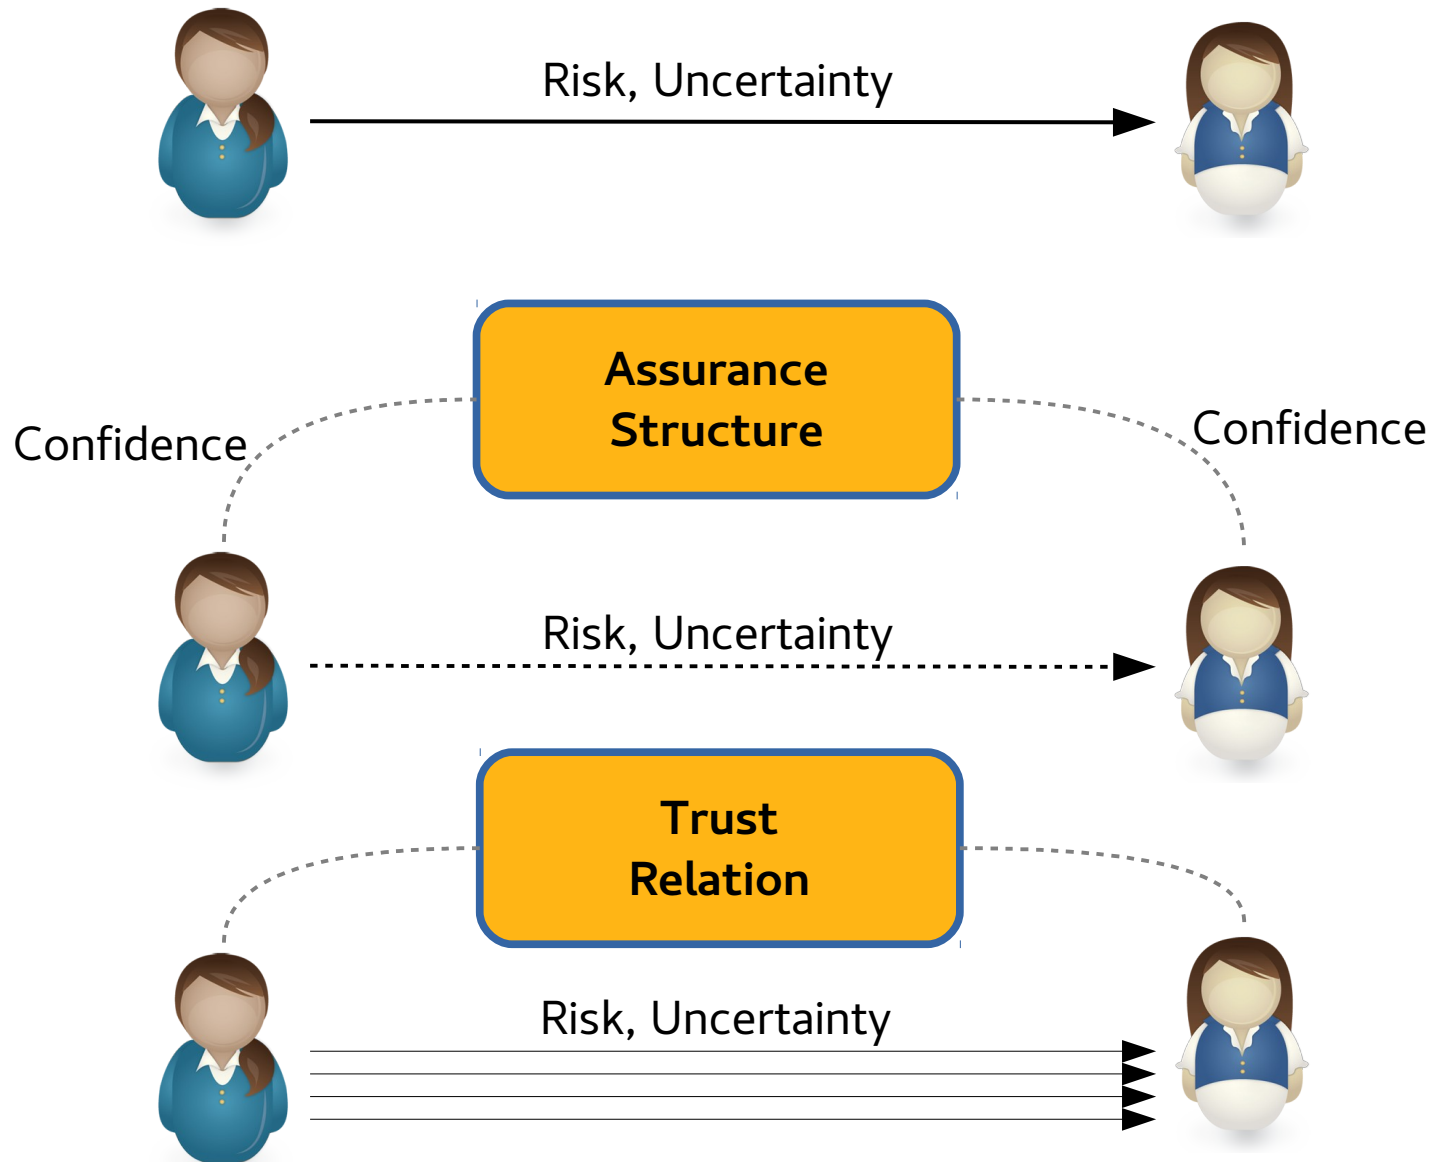 Risk, Uncertainty
Assurance
Structure
Confidence
Confidence
Risk, Uncertainty
Trust
Relation
Risk, Uncertainty